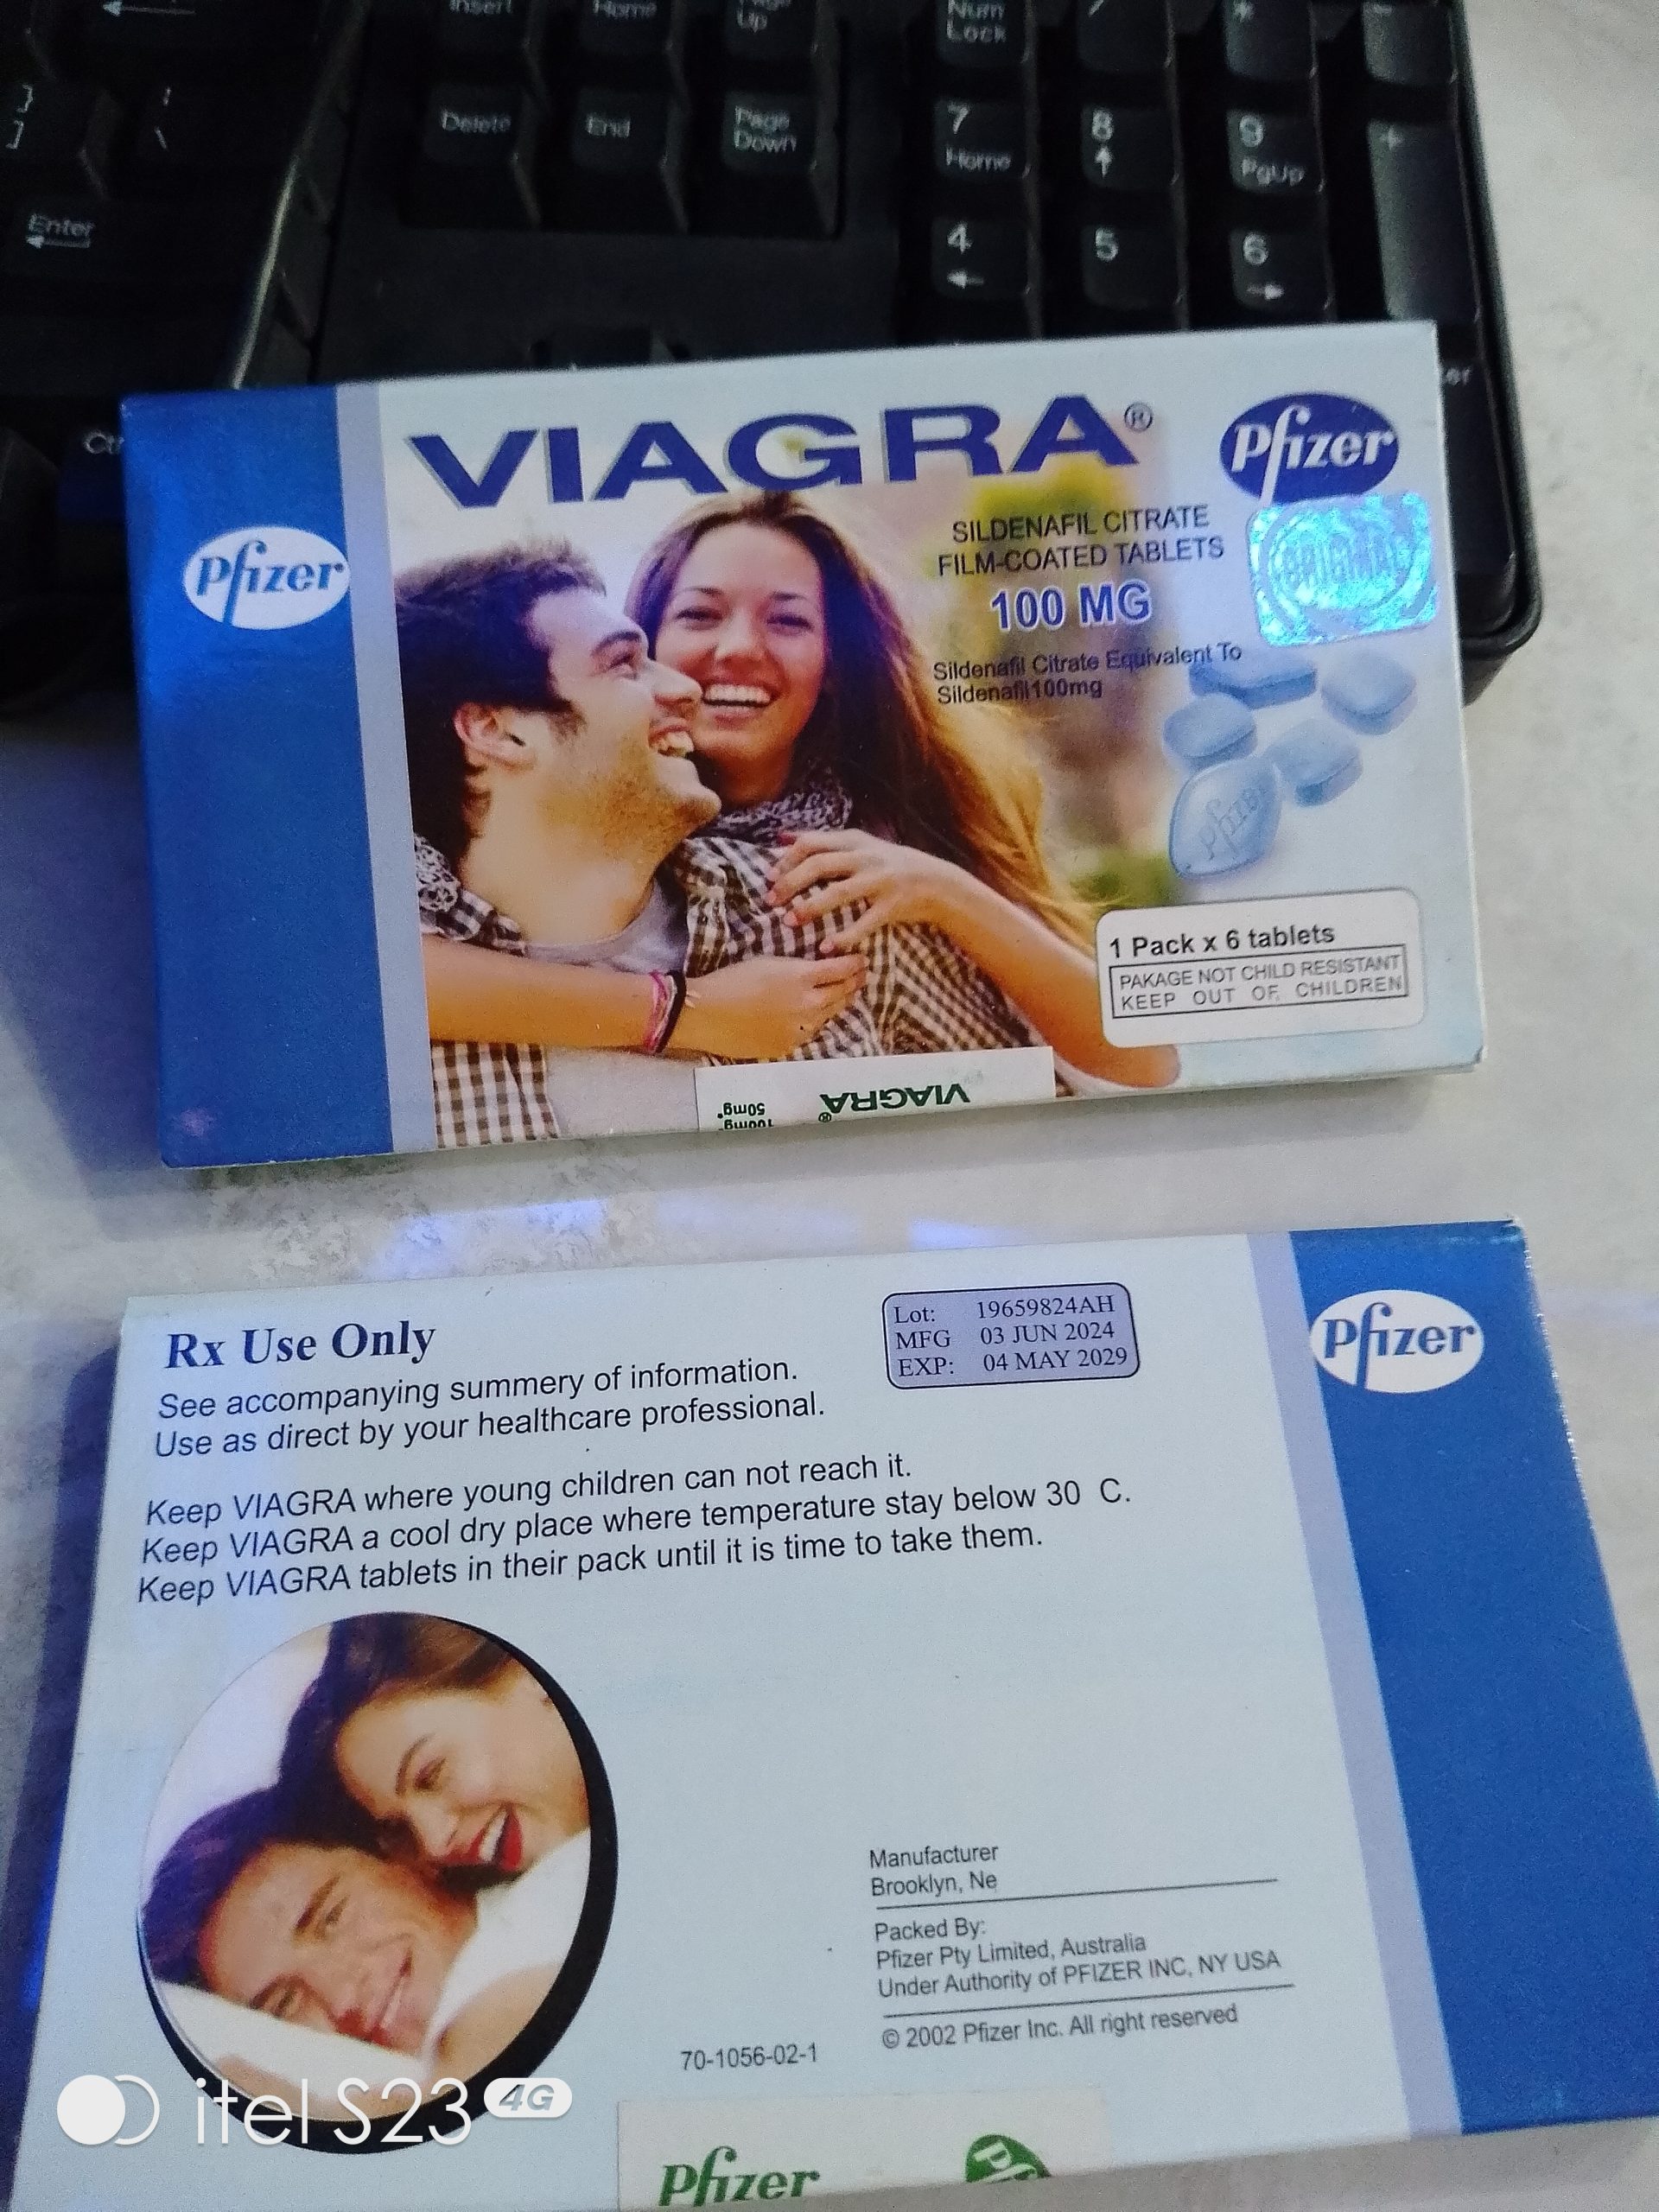 Insert
Home
Up
Num
Lock
*
-
}
]
\
Delete
End
Page
Down
7
Home
8
9
PgUp
+
Enter
4
5
6
VIAGRA®
Pfizer
Pfizer
SILDENAFIL CITRATE
FILM-COATED TABLETS
100 MG
ORIGINAL
Sildenafil Citrate Equivalent To
Sildenafil100mg
Pfizer
1 Pack x 6 tablets
PAKAGE NOT CHILD RESISTANT
KEEP OUT OF CHILDREN
VIAGRA®
100mg
50mg
Rx Use Only
See accompanying summery of information.
Use as direct by your healthcare professional.
Lot: 19659824AH
MFG 03 JUN 2024
EXP: 04 MAY 2029
Pfizer
Keep VIAGRA where young children can not reach it.
Keep VIAGRA a cool dry place where temperature stay below 30 C.
Keep VIAGRA tablets in their pack until it is time to take them.
Manufacturer
Brooklyn, Ne
Packed By:
Pfizer Pty Limited, Australia
Under Authority of PFIZER INC, NY USA
© 2002 Pfizer Inc. All right reserved
70-1056-02-1
itel S23 4G
Pfizer